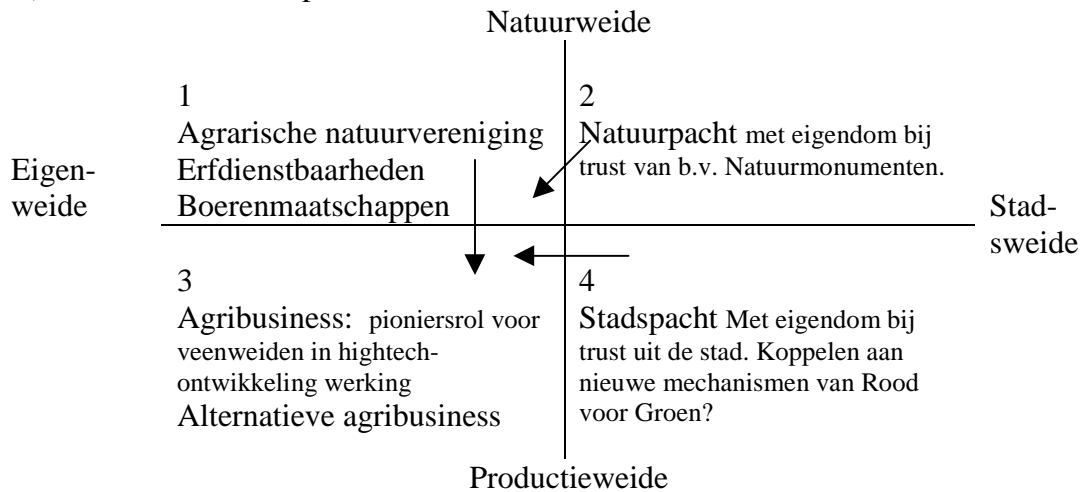 Natuurweide
1
Agrarische natuurvereniging
Erfdienstbaarheden
Boerenmaatschappen
2
Natuurpacht met eigendom bij
trust van b.v. Natuurmonumenten.
Eigen-
weide
Stad-
sweide
3
Agribusiness: pioniersrol voor
veenweiden in hightech-
ontwikkeling werking
Alternatieve agribusiness
4
Stadspacht Met eigendom bij
trust uit de stad. Koppelen aan
nieuwe mechanismen van Rood
voor Groen?
Productieweide